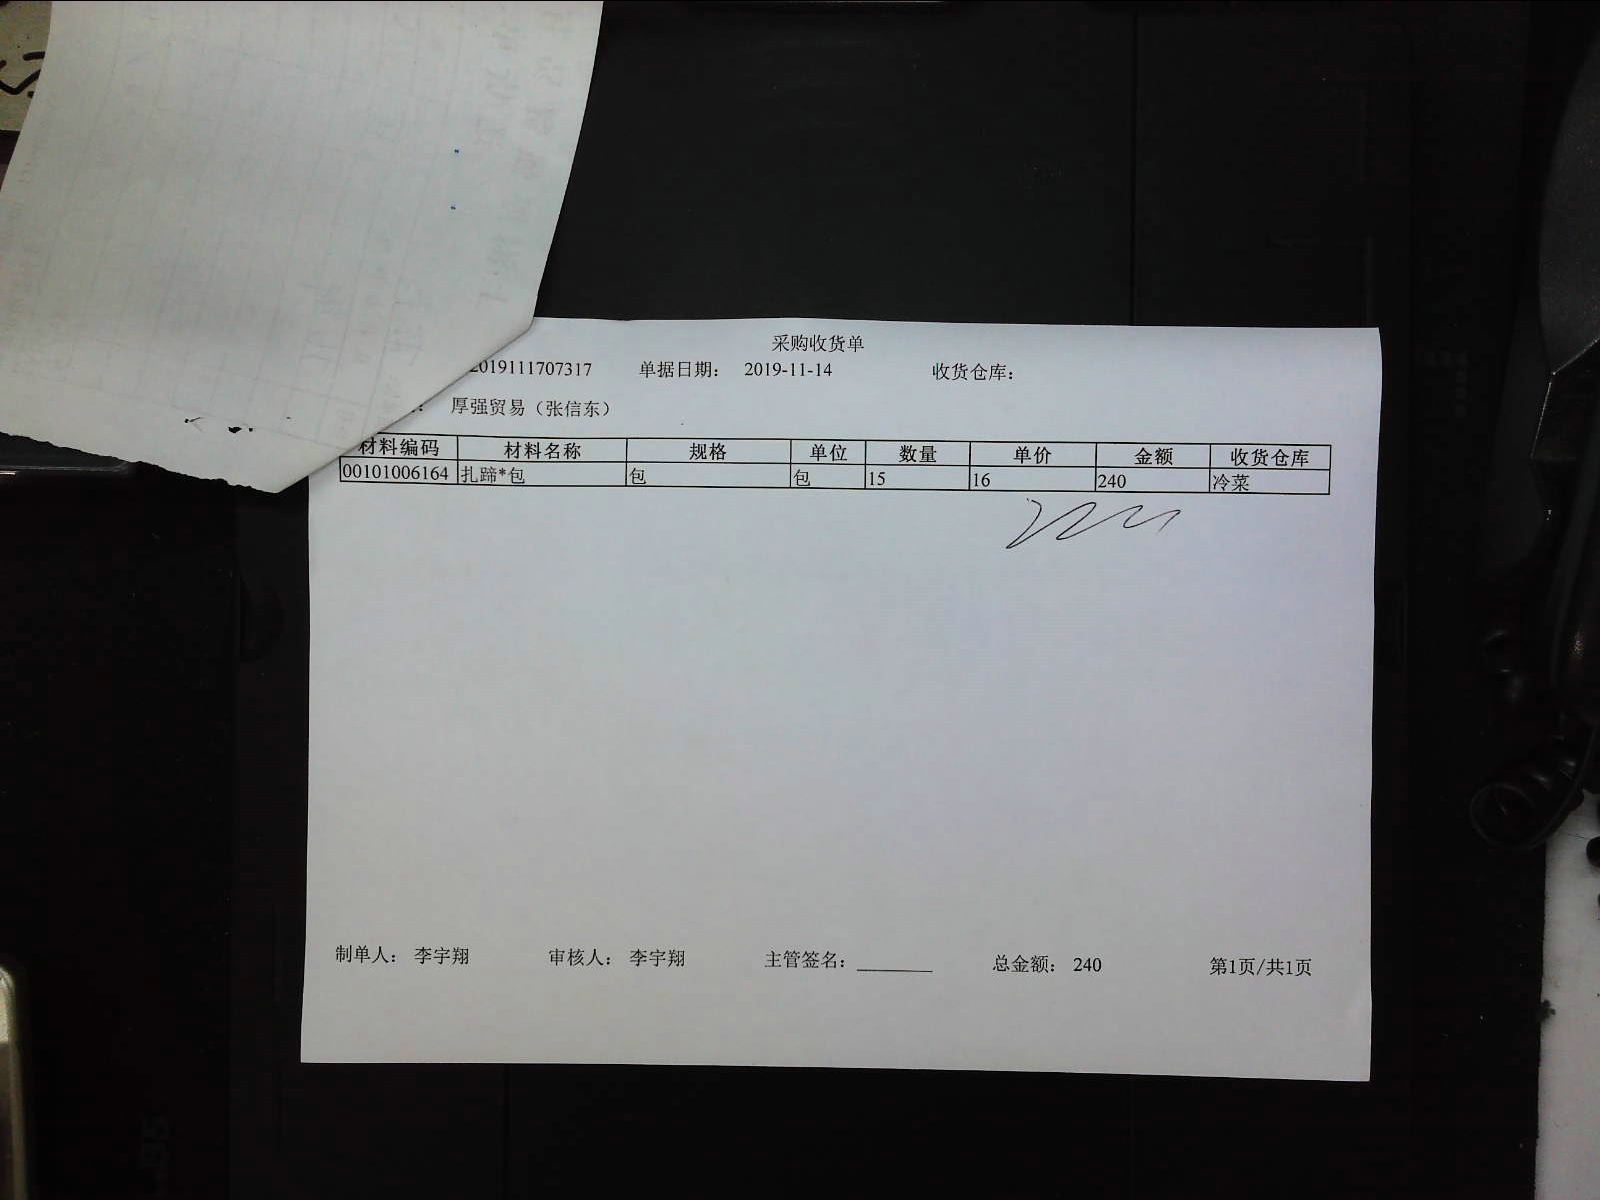 采购收货单
2019111707317 单据日期： 2019-11-14 收货仓库：
厚强贸易（张信东）
材料编码 材料名称 规格 单位 数量 单价 金额 收货仓库
00101006164 扎蹄*包 包 包 15 16 240 冷菜
制单人： 李宇翔 审核人： 李宇翔 主管签名： 总金额： 240 第1页/共1页